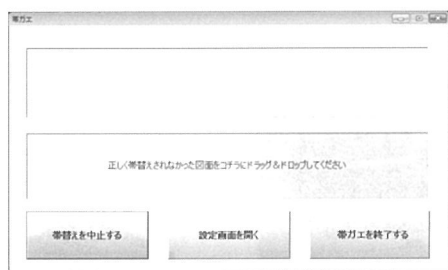 帯ガエ
正しく帯替えされなかった図面をコチラにドラッグ&ドロップしてください
帯替えを中止する
設定画面を開く
帯ガエを終了する